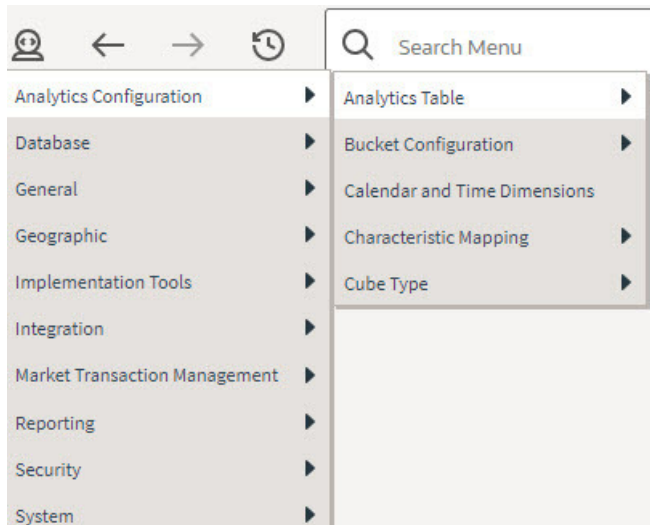 Search Menu
Analytics Configuration
Database
General
Geographic
Implementation Tools
Integration
Market Transaction Management
Reporting
Security
System
Analytics Table
Bucket Configuration
Calendar and Time Dimensions
Characteristic Mapping
Cube Type